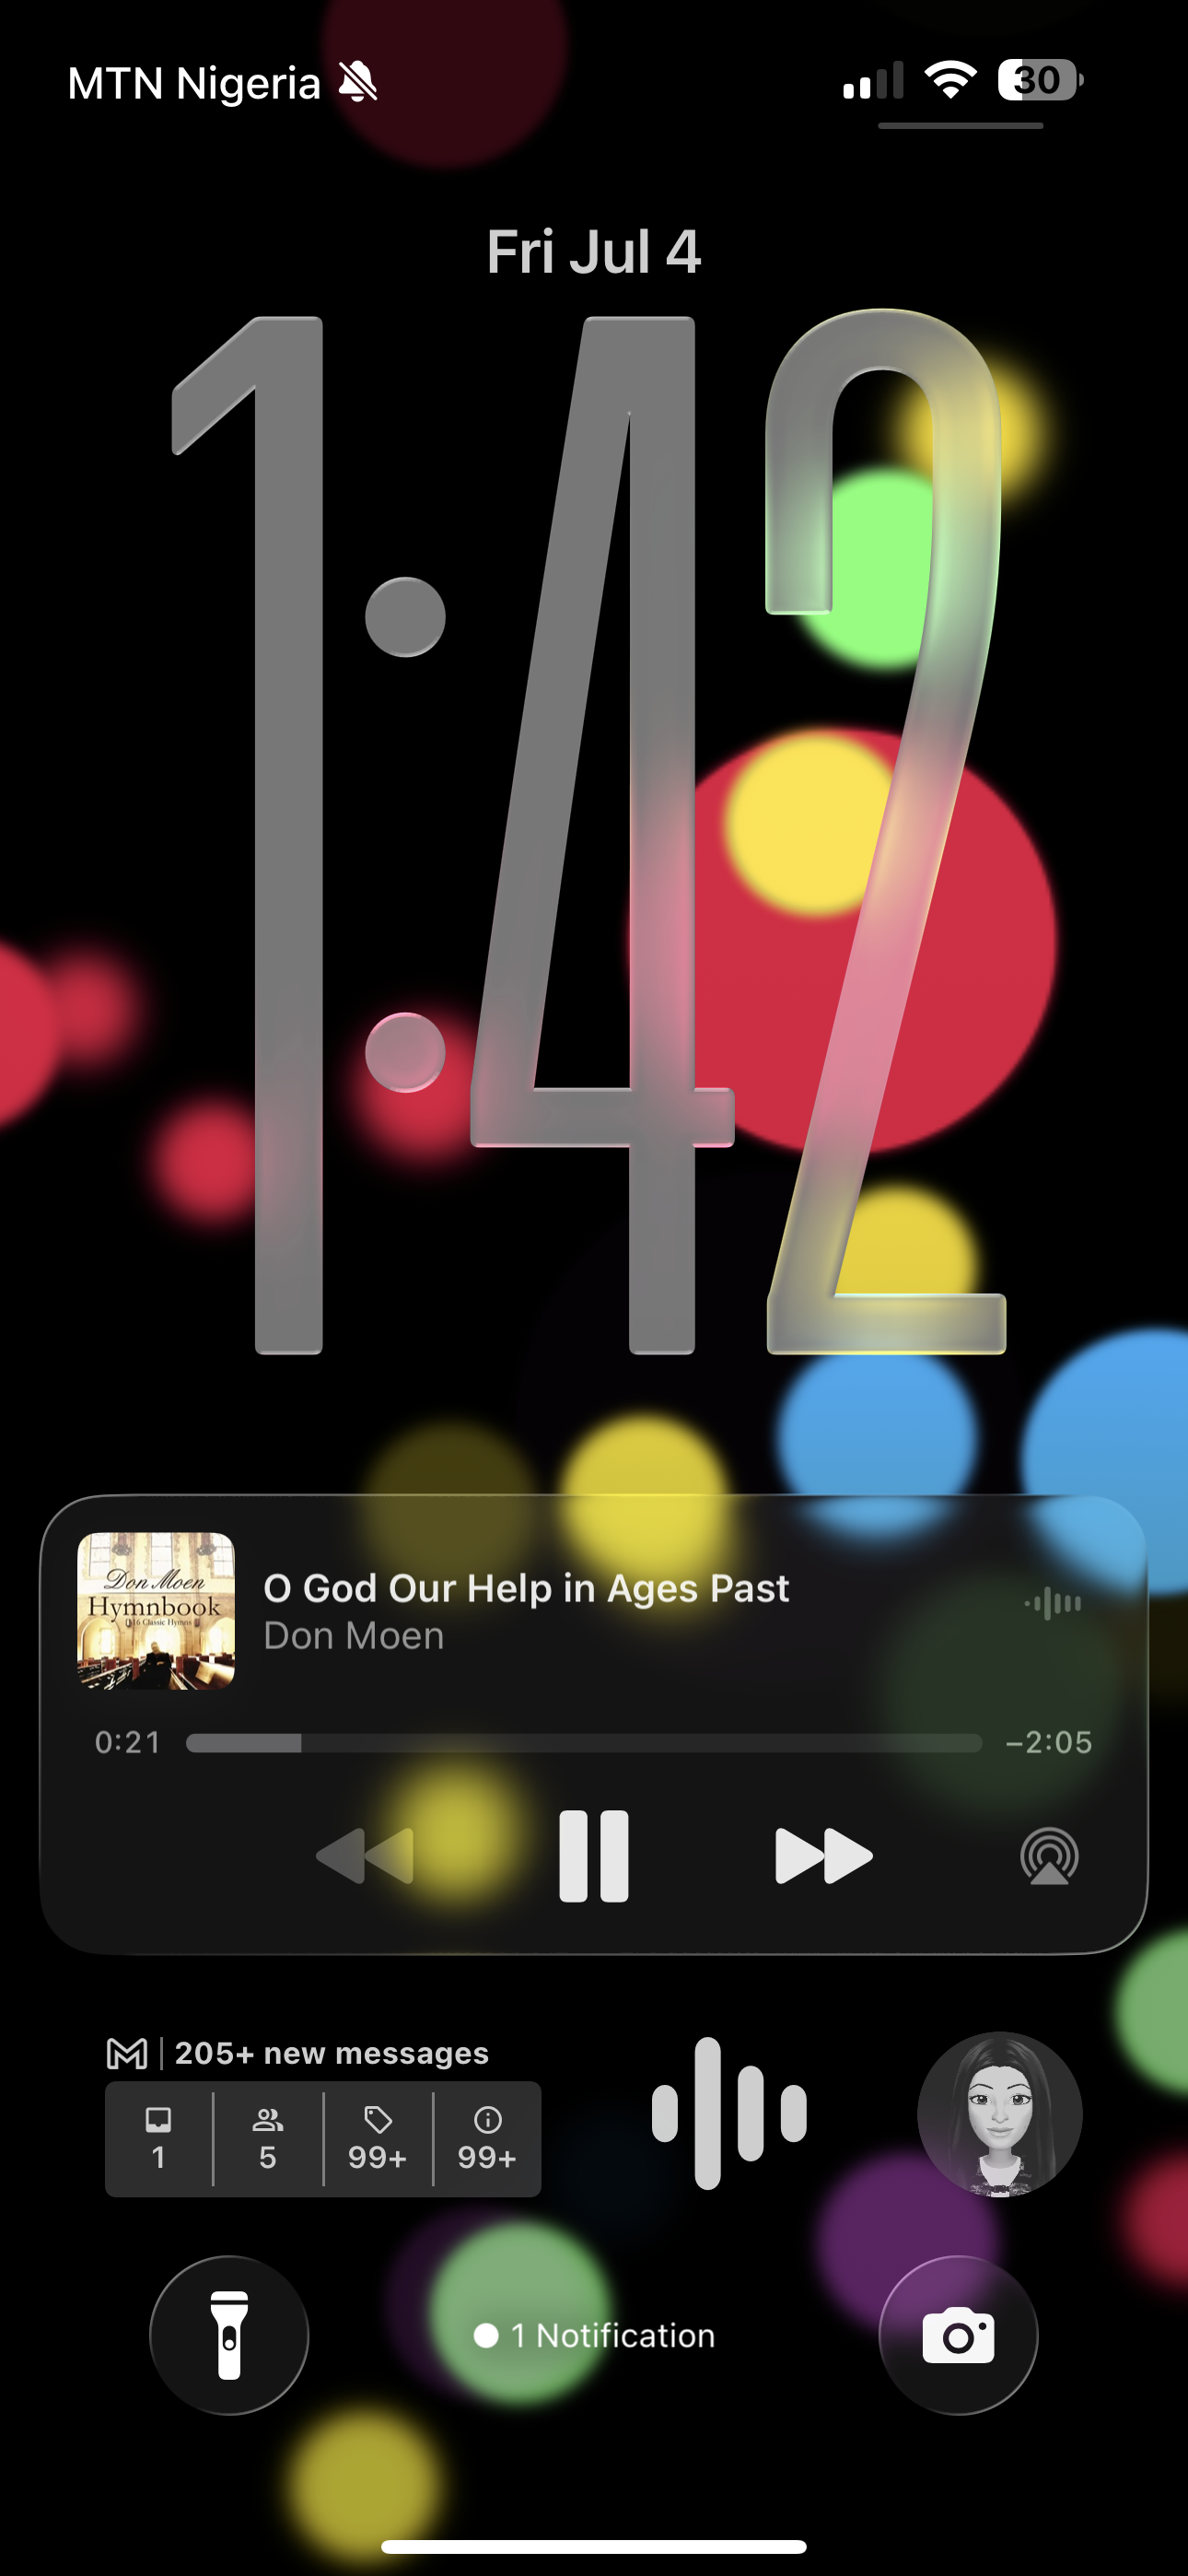 MTN Nigeria
30
Fri Jul 4
1:42
Don Moen
Hymnbook
16 Classic Hymns
O God Our Help in Ages Past
Don Moen
0:21
–2:05
205+ new messages
1 5 99+ 99+
1 Notification